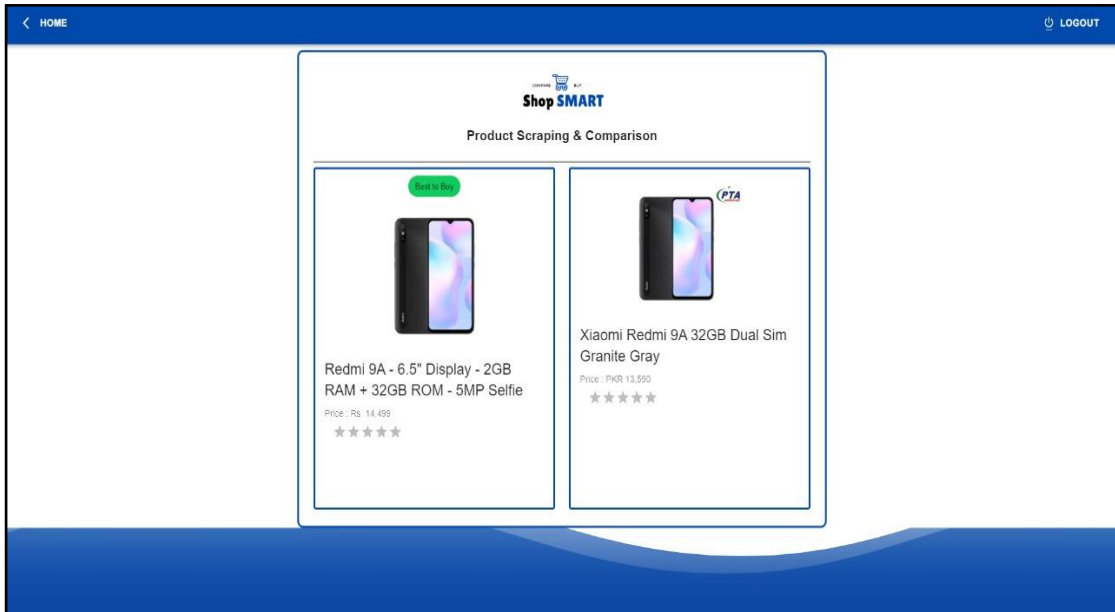 HOME
LOGOUT
COMPARE BUY
Shop SMART
Product Scraping & Comparison
Best to Buy
Redmi 9A - 6.5" Display - 2GB
RAM + 32GB ROM - 5MP Selfie
Price : Rs. 14,499
PTA
Xiaomi Redmi 9A 32GB Dual Sim
Granite Gray
Price : PKR 13,590